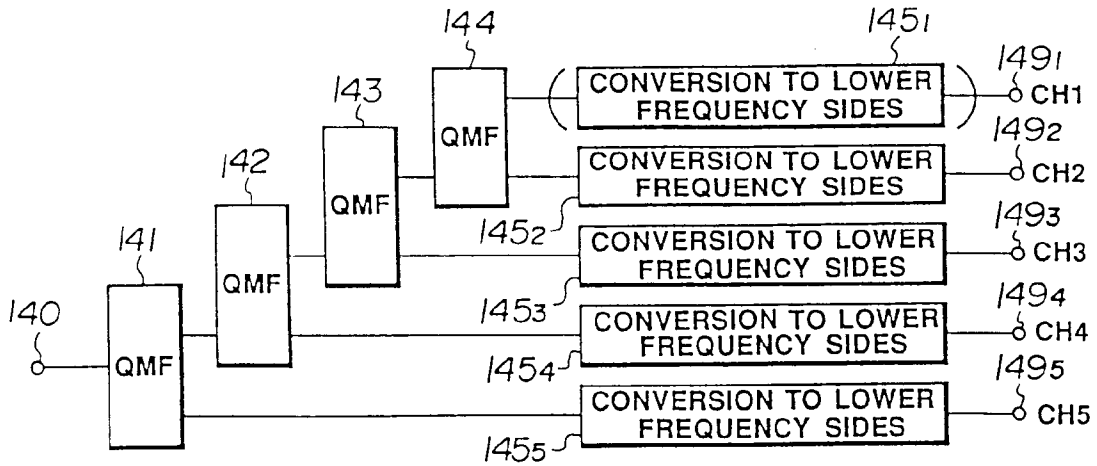 144
145₁
149₁
143
CONVERSION TO LOWER
FREQUENCY SIDES
CH1
QMF
149₂
142
CONVERSION TO LOWER
FREQUENCY SIDES
CH2
QMF
145₂
149₃
141
CONVERSION TO LOWER
FREQUENCY SIDES
CH3
QMF
145₃
149₄
140
CONVERSION TO LOWER
FREQUENCY SIDES
CH4
QMF
145₄
149₅
CONVERSION TO LOWER
FREQUENCY SIDES
CH5
145₅